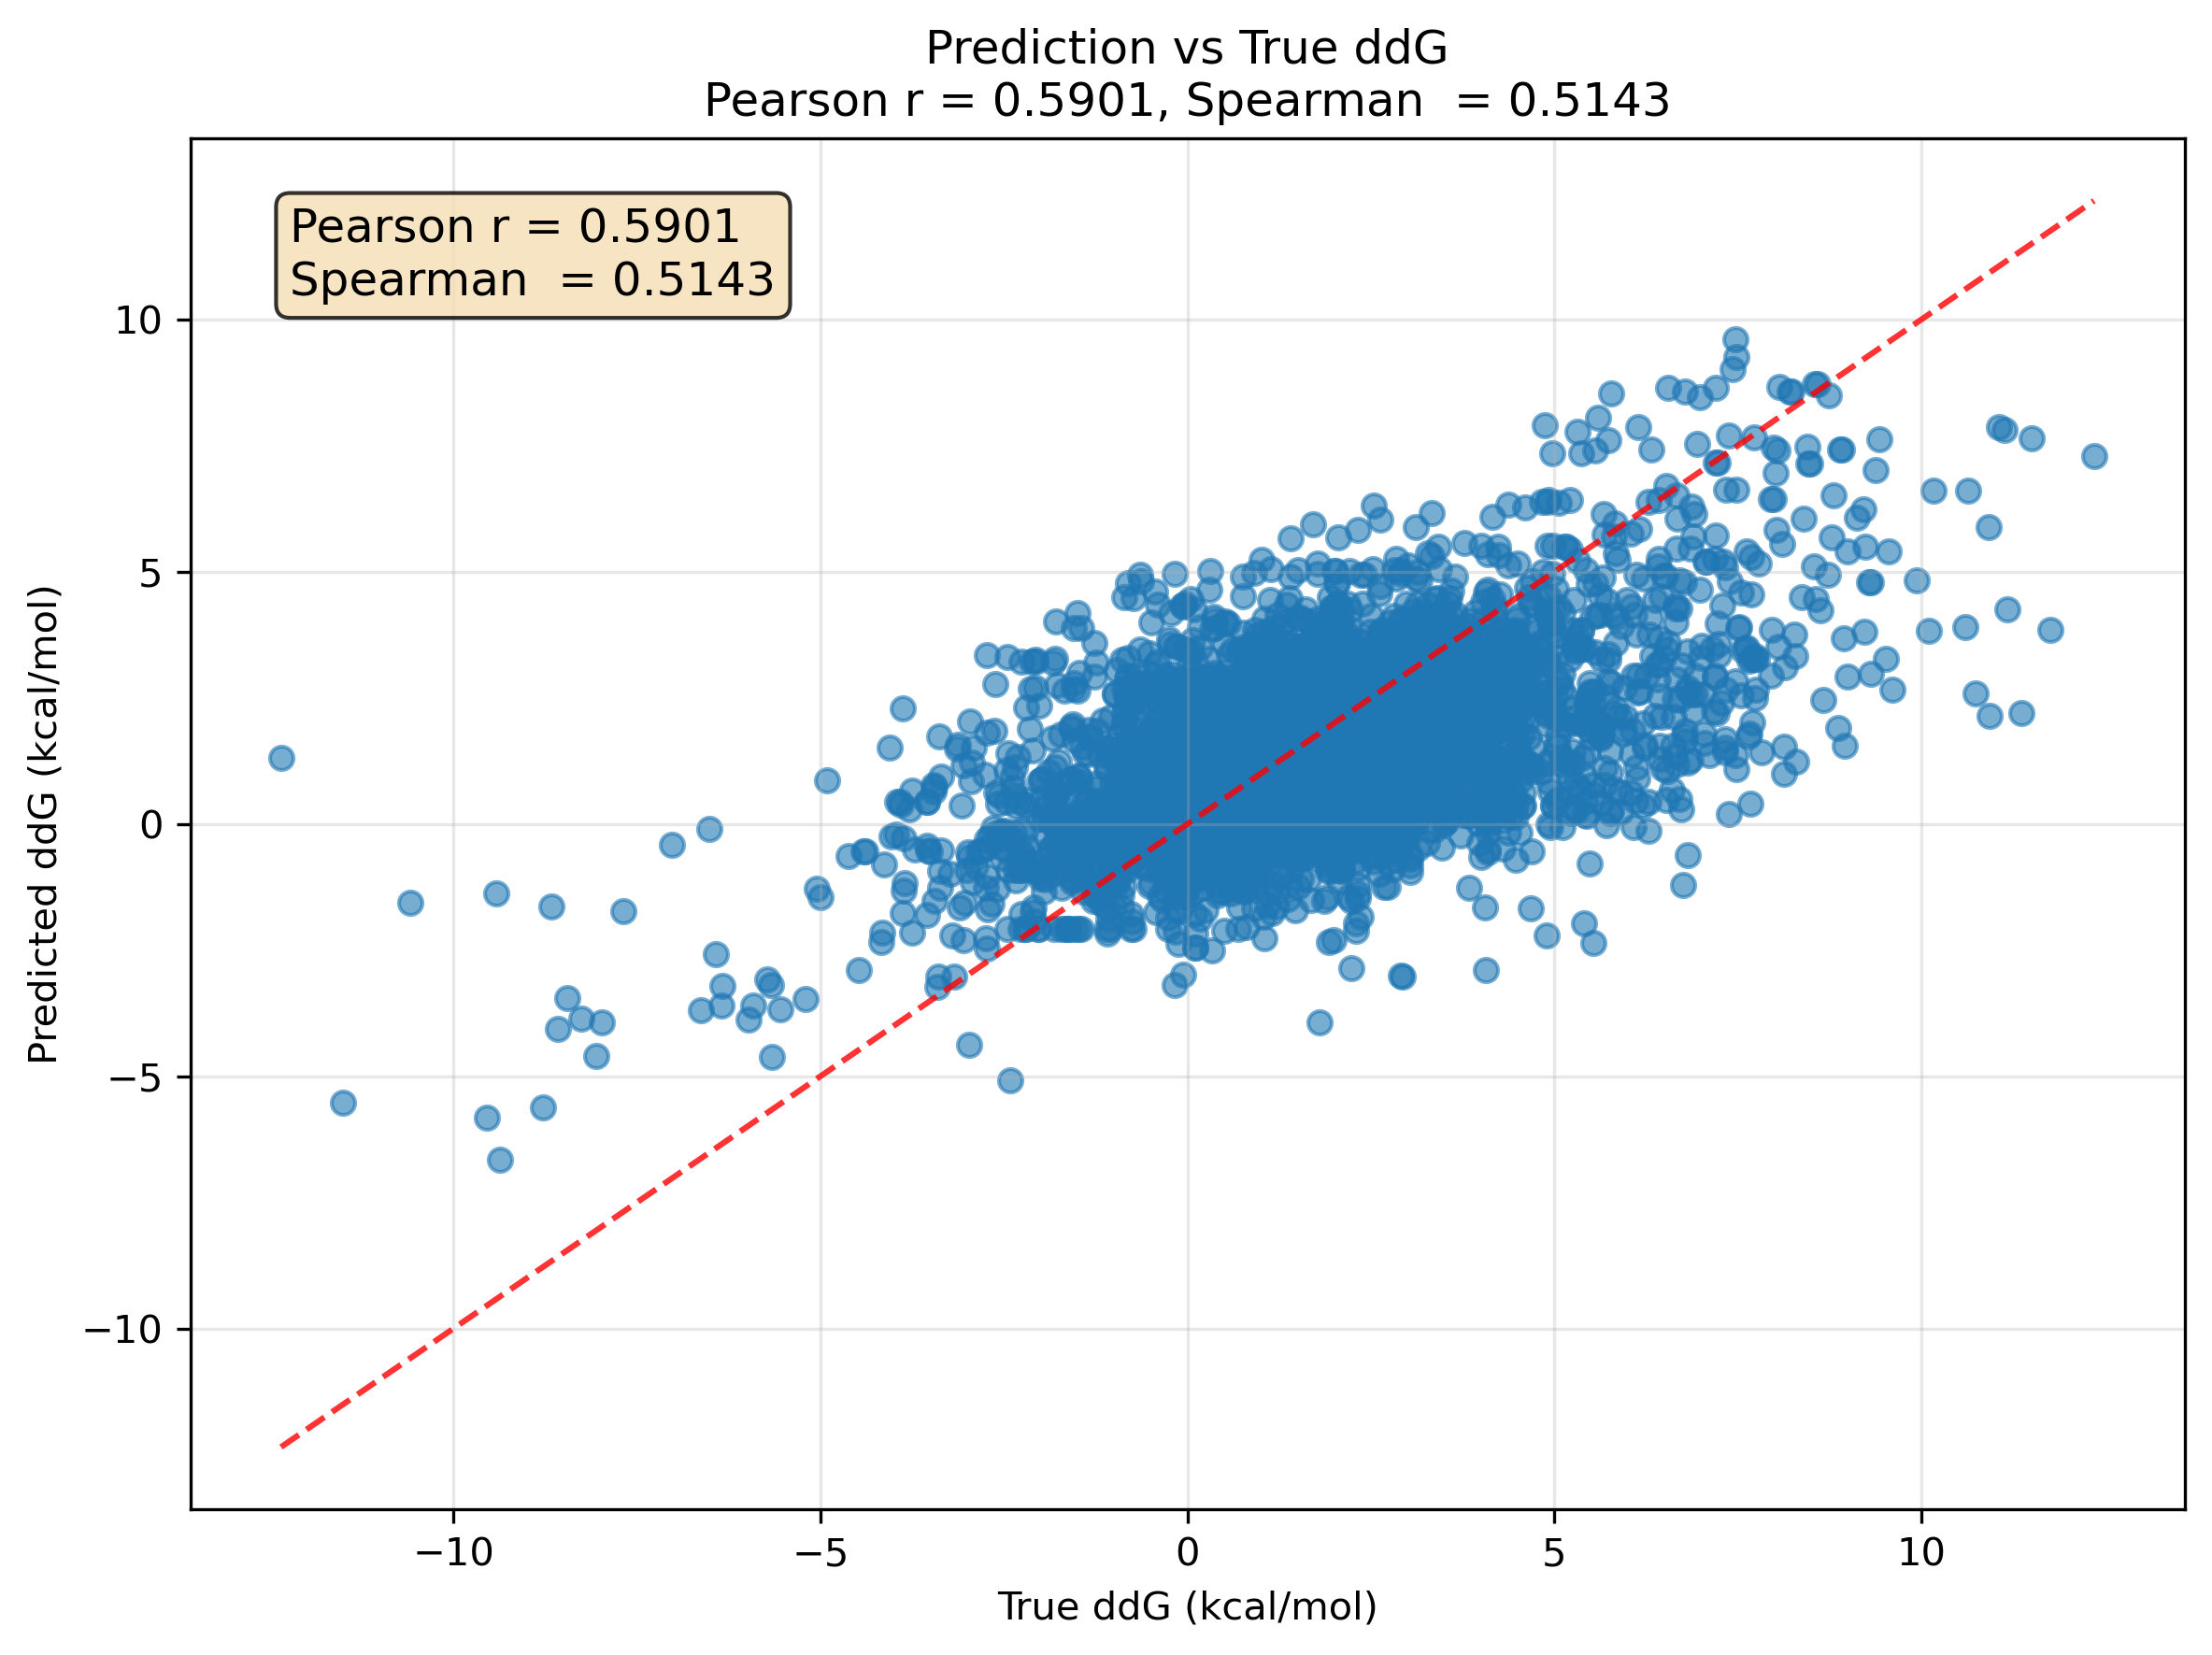 Prediction vs True ddG
Pearson r = 0.5901, Spearman  = 0.5143
Pearson r = 0.5901
Spearman  = 0.5143
10
5
0
−5
−10
Predicted ddG (kcal/mol)
−10
−5
0
5
10
True ddG (kcal/mol)